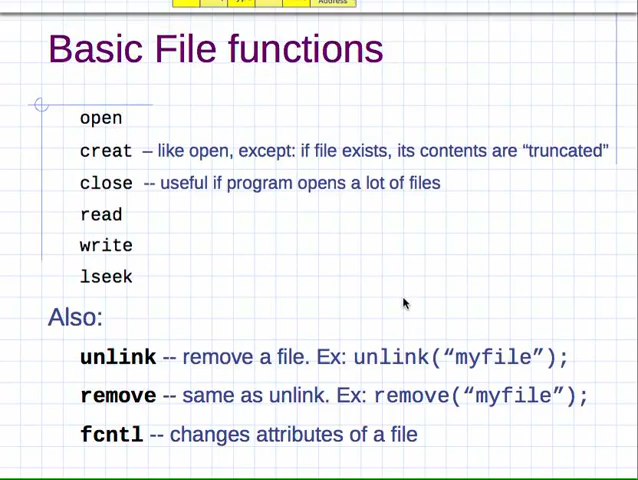 Address
Basic File functions
open
creat – like open, except: if file exists, its contents are “truncated”
close -- useful if program opens a lot of files
read
write
lseek
Also:
unlink -- remove a file. Ex: unlink(“myfile”);
remove -- same as unlink. Ex: remove(“myfile”);
fcntl -- changes attributes of a file